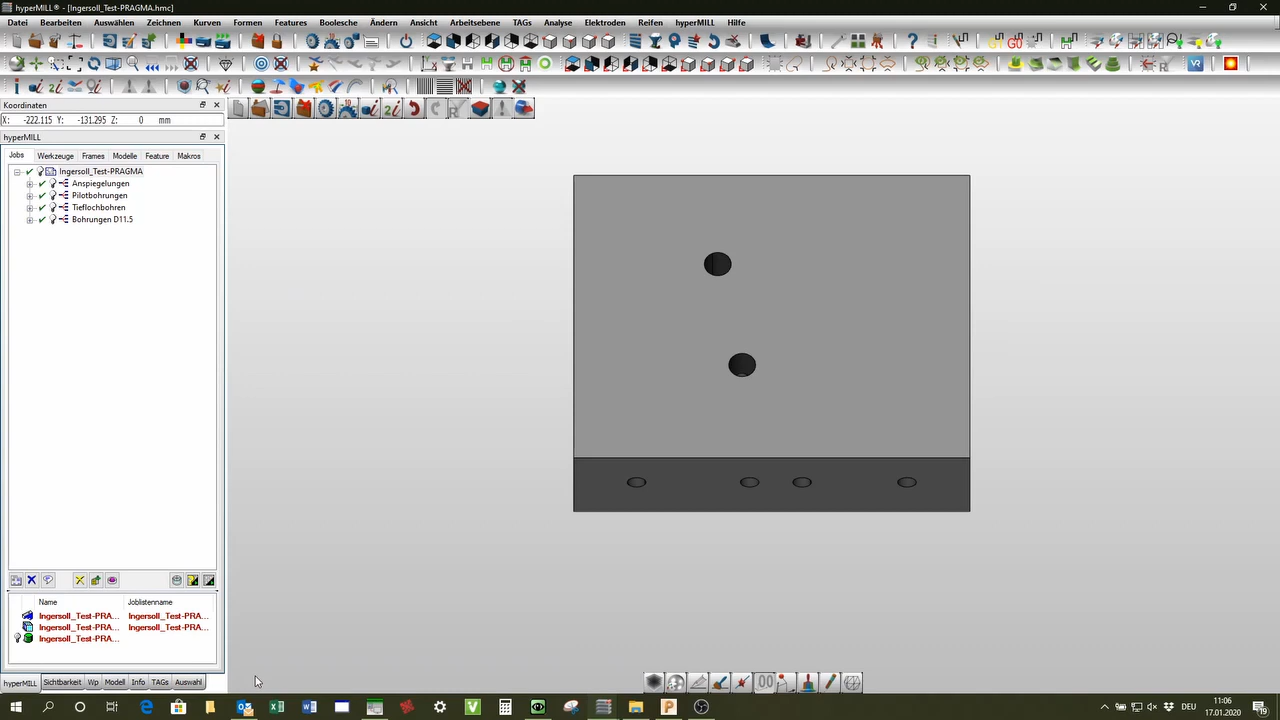 hyperMILL® - [Ingersoll_Test-PRAGMA.hmc]
Datei Bearbeiten Auswählen Zeichnen Kurven Formen Features Boolesche Ändern Ansicht Arbeitsebene TAGs Analyse Elektroden Reifen hyperMILL Hilfe
Koordinaten
X: -222.115 Y: -131.295 Z: 0 mm
hyperMILL
Jobs Werkzeuge Frames Modelle Feature Makros
Ingersoll_Test-PRAGMA
Anspiegelungen
Pilotbohrungen
Tieflochbohren
Bohrungen D11.5
Name Joblistenname
Ingersoll_Test-PRA... Ingersoll_Test-PRA...
Ingersoll_Test-PRA... Ingersoll_Test-PRA...
Ingersoll_Test-PRA...
hyperMILL Sichtbarkeit Wp Modell Info TAGs Auswahl
11:06
DEU
17.01.2020